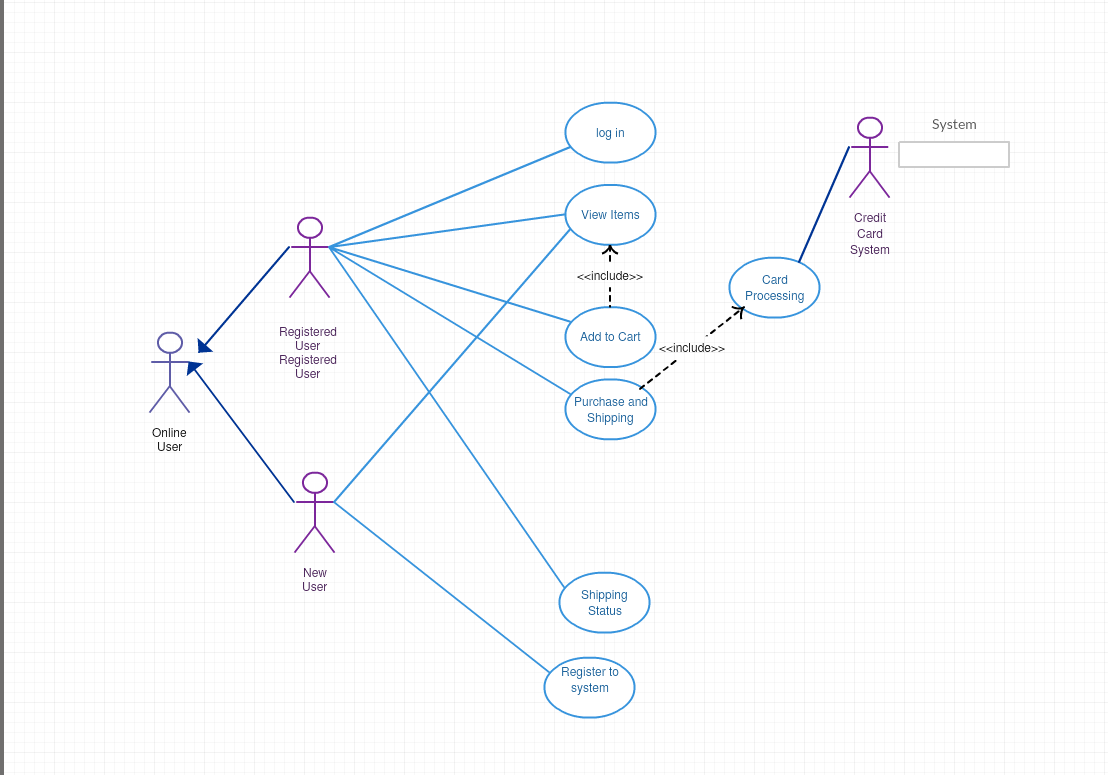 log in
System
View Items
Credit
Card
System
<<include>>
Card
Processing
Registered
User
Registered
User
Add to Cart
<<include>>
Purchase and
Shipping
Online
User
New
User
Shipping
Status
Register to
system